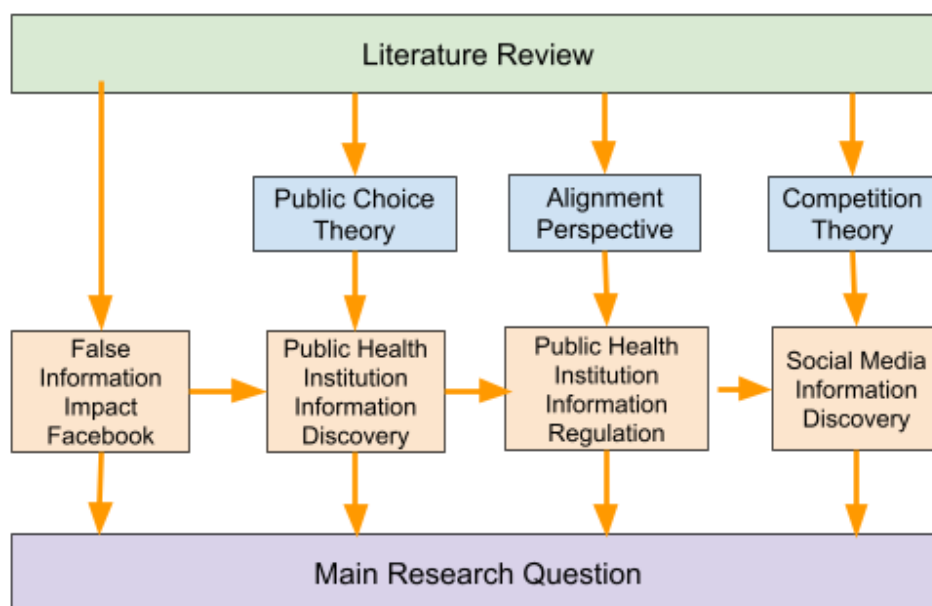 Literature Review
Public Choice
Theory
Alignment
Perspective
Competition
Theory
False
Information
Impact
Facebook
Public Health
Institution
Information
Discovery
Public Health
Institution
Information
Regulation
Social Media
Information
Discovery
Main Research Question